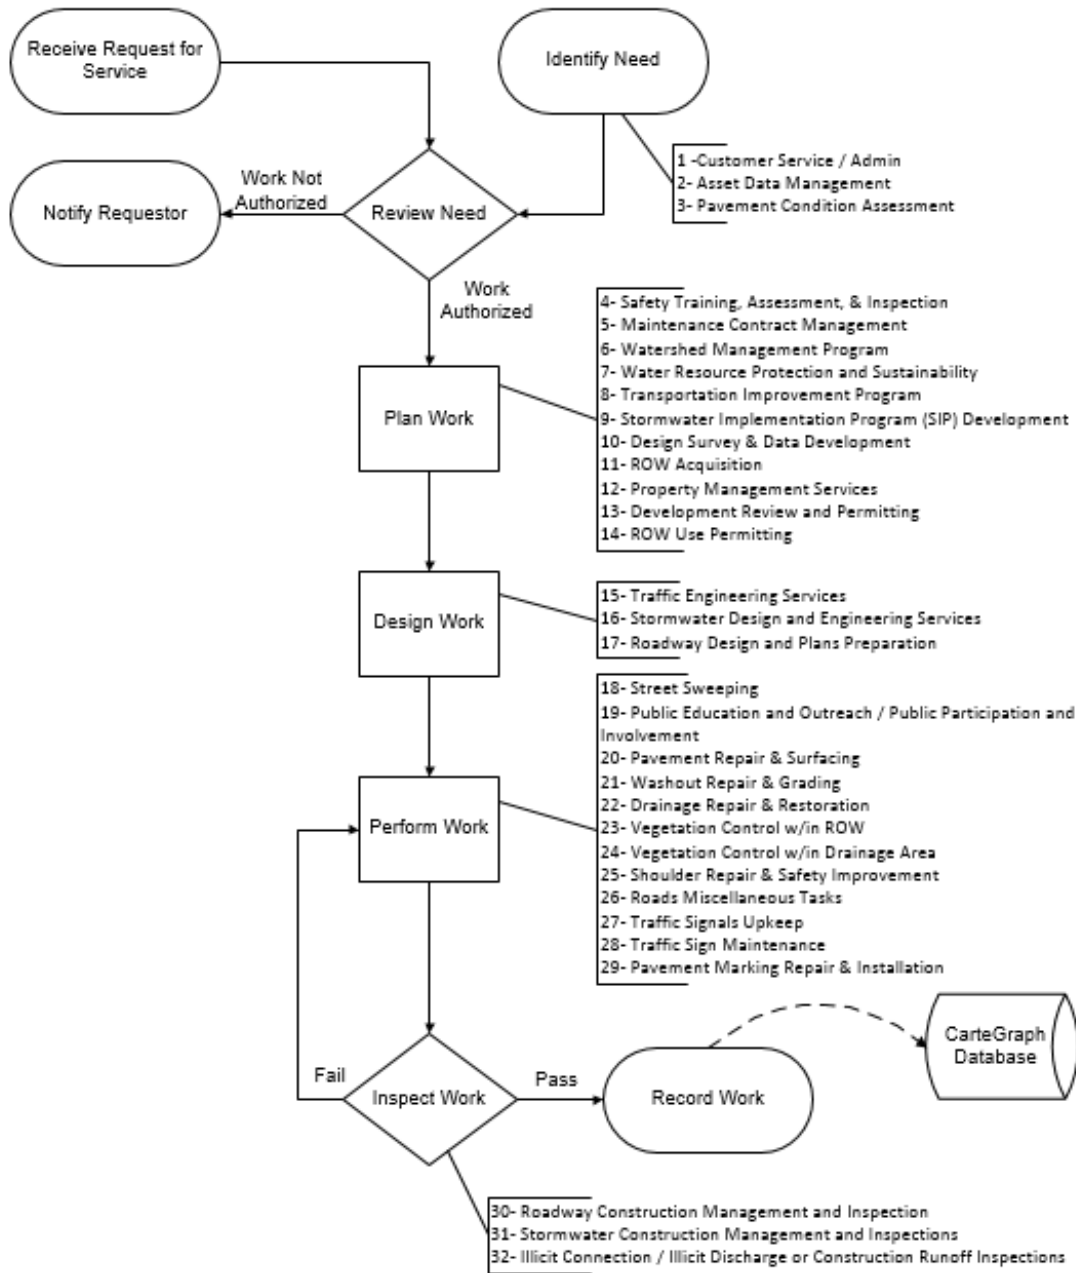 Receive Request for
Service
Identify Need
1 -Customer Service / Admin
2- Asset Data Management
3- Pavement Condition Assessment
Work Not
Authorized
Notify Requestor
Review Need
Work
Authorized
4- Safety Training, Assessment, & Inspection
5- Maintenance Contract Management
6- Watershed Management Program
7- Water Resource Protection and Sustainability
8- Transportation Improvement Program
9- Stormwater Implementation Program (SIP) Development
10- Design Survey & Data Development
11- ROW Acquisition
12- Property Management Services
13- Development Review and Permitting
14- ROW Use Permitting
Plan Work
Design Work
15- Traffic Engineering Services
16- Stormwater Design and Engineering Services
17- Roadway Design and Plans Preparation
18- Street Sweeping
19- Public Education and Outreach / Public Participation and
Involvement
20- Pavement Repair & Surfacing
21- Washout Repair & Grading
22- Drainage Repair & Restoration
23- Vegetation Control w/in ROW
24- Vegetation Control w/in Drainage Area
25- Shoulder Repair & Safety Improvement
26- Roads Miscellaneous Tasks
27- Traffic Signals Upkeep
28- Traffic Sign Maintenance
29- Pavement Marking Repair & Installation
Perform Work
CarteGraph
Database
Fail
Inspect Work
Pass
Record Work
30- Roadway Construction Management and Inspection
31- Stormwater Construction Management and Inspections
32- Illicit Connection / Illicit Discharge or Construction Runoff Inspections